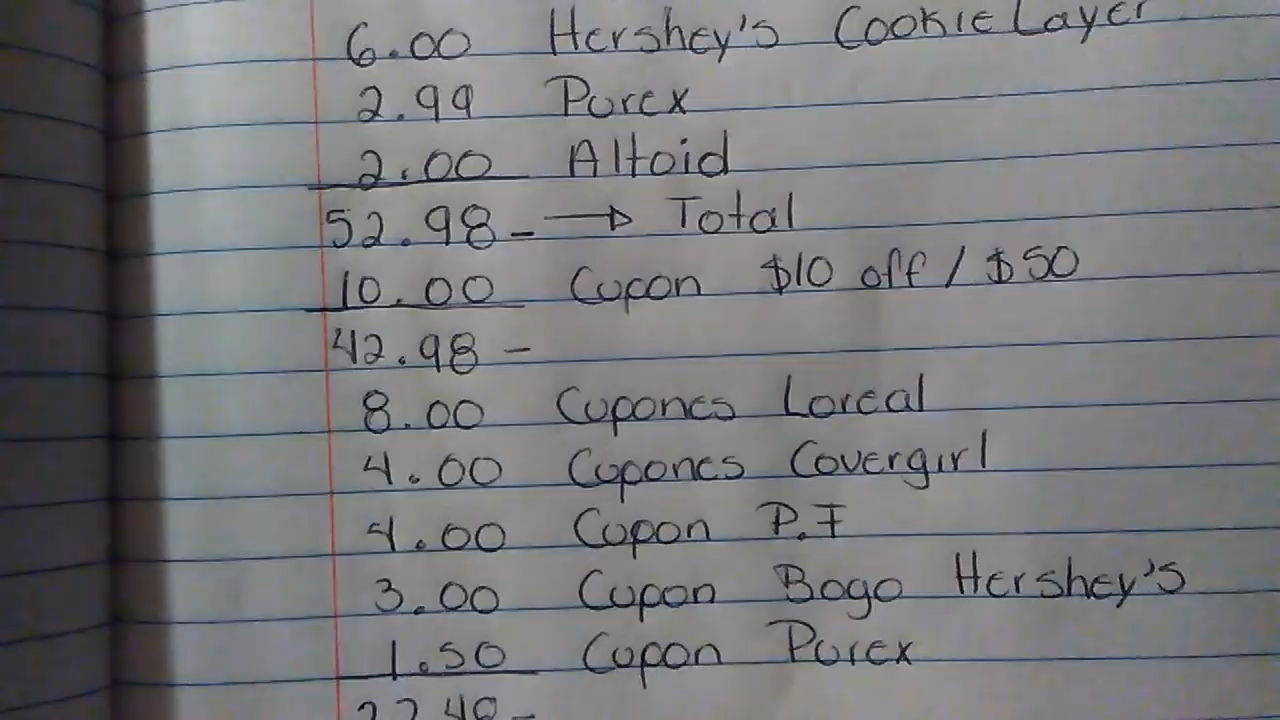 6.00 Hershey's Cookie Layer
2.99 Purex
2.00 Altoid
52.98- → Total
10.00 Cupon $10 off / $50
42.98 -
8.00 Cupones Loreal
4.00 Cupones Covergirl
4.00 Cupon P.F
3.00 Cupon Bogo Hershey's
1.50 Cupon Purex